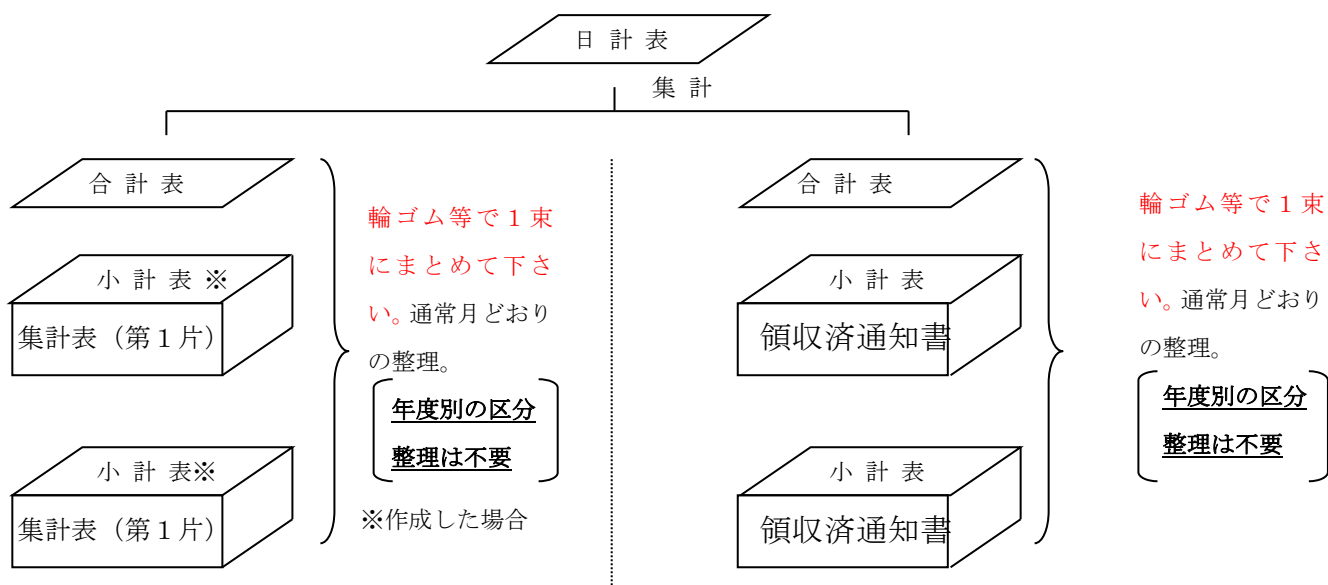 日 計 表
集 計
合 計 表
小 計 表 ※
集計表（第１片）
小 計 表※
集計表（第１片）
輪ゴム等で１束
にまとめて下さ
い。通常月どおり
の整理。
年度別の区分
整理は不要
※作成した場合
合 計 表
小 計 表
領収済通知書
小 計 表
領収済通知書
輪ゴム等で１束
にまとめて下さ
い。通常月どおり
の整理。
年度別の区分
整理は不要